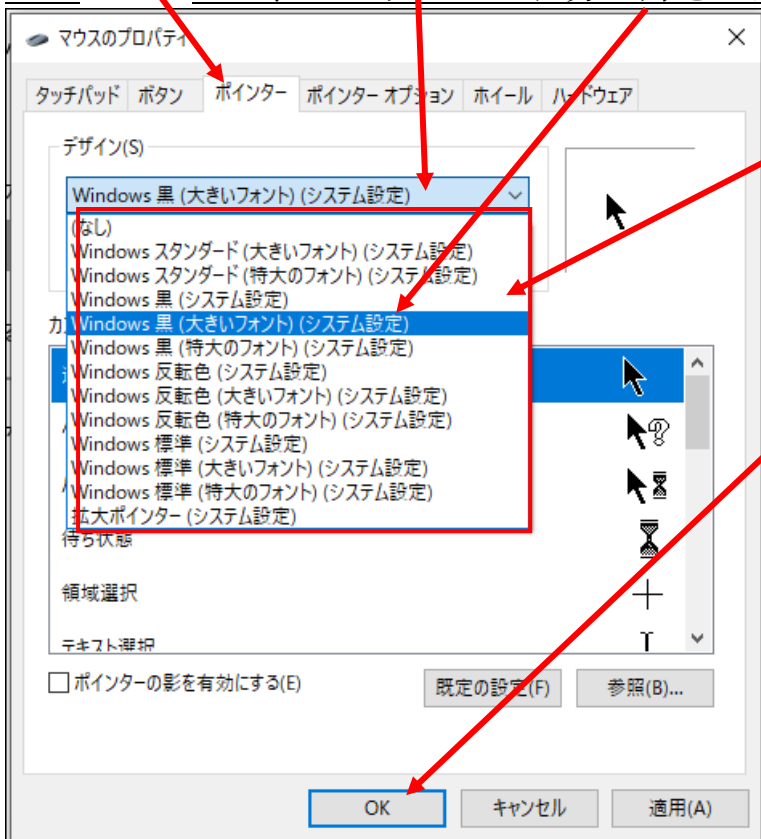 マウスのプロパティ
タッチパッド ボタン ポインター ポインター オプション ホイール ハードウェア
デザイン(S)
Windows 黒 (大きいフォント) (システム設定)
(なし)
Windows スタンダード (大きいフォント) (システム設定)
Windows スタンダード (特大のフォント) (システム設定)
Windows 黒 (システム設定)
Windows 黒 (大きいフォント) (システム設定)
Windows 黒 (特大のフォント) (システム設定)
Windows 反転色 (システム設定)
Windows 反転色 (大きいフォント) (システム設定)
Windows 反転色 (特大のフォント) (システム設定)
Windows 標準 (システム設定)
Windows 標準 (大きいフォント) (システム設定)
Windows 標準 (特大のフォント) (システム設定)
拡大ポインター (システム設定)
待ち状態
領域選択
テキスト選択
ポインターの影を有効にする(E)
既定の設定(F)
参照(B)...
OK キャンセル 適用(A)